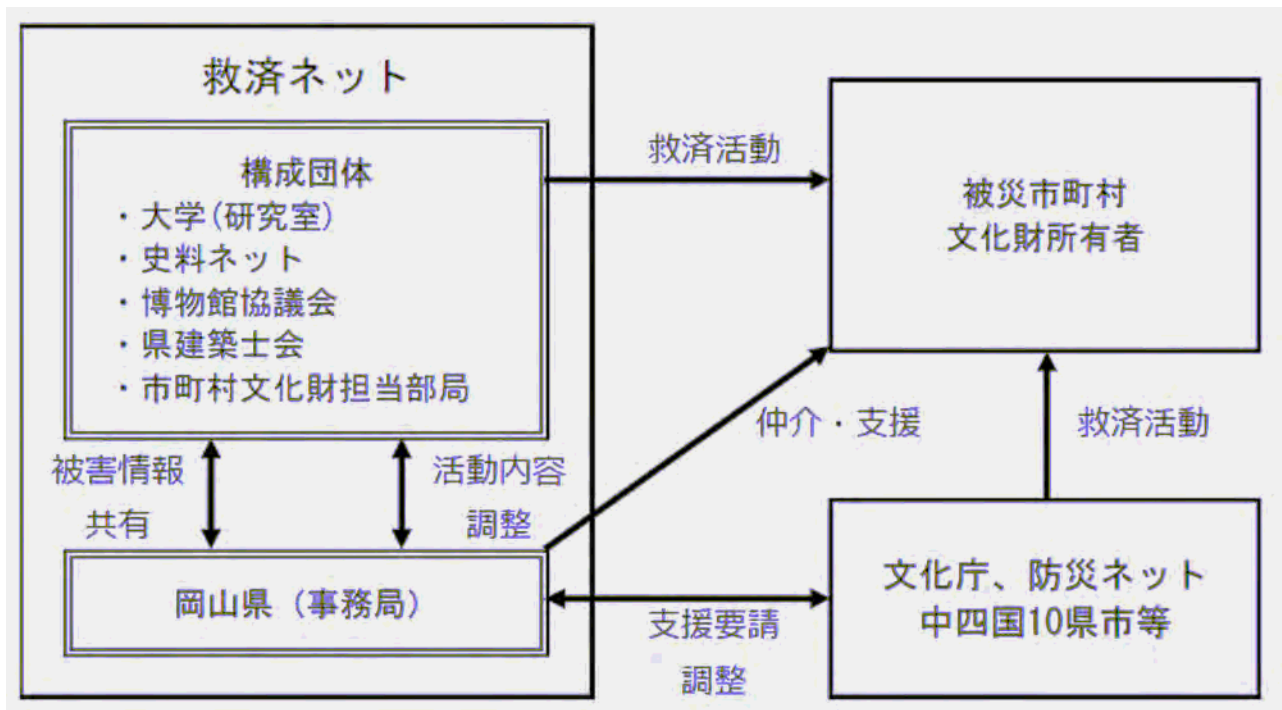 救済ネット
構成団体
・大学(研究室)
・史料ネット
・博物館協議会
・県建築士会
・市町村文化財担当部局
被害情報
共有
活動内容
調整
岡山県(事務局)
救済活動
被災市町村
文化財所有者
仲介・支援
救済活動
支援要請
調整
文化庁、防災ネット
中四国10県市等